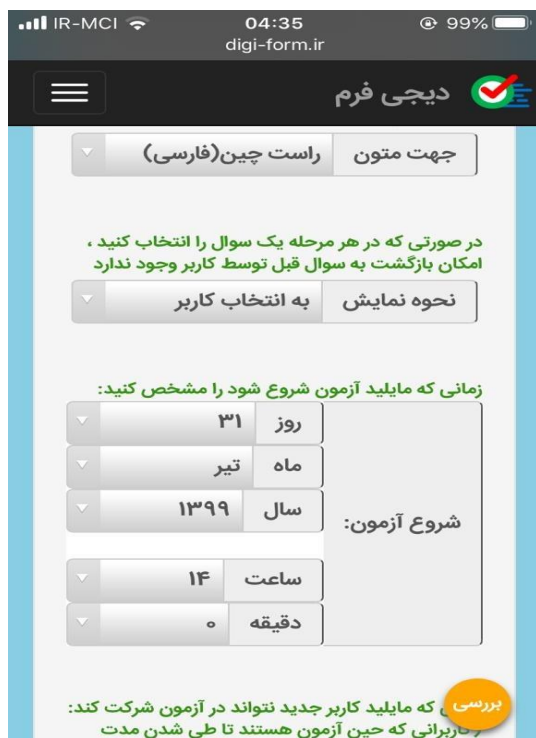 IR-MCI 04:35 99%
digi-form.ir
دیجی فرم
جهت متون راست چین(فارسی)
در صورتی که در هر مرحله یک سوال را انتخاب کنید ،
امکان بازگشت به سوال قبل توسط کاربر وجود ندارد
نحوه نمایش به انتخاب کاربر
زمانی که مایلید آزمون شروع شود را مشخص کنید:
شروع آزمون:
روز ۳۱
ماه تیر
سال ۱۳۹۹
ساعت ۱۴
دقیقه ۰
بررسی
که مایلید کاربر جدید نتواند در آزمون شرکت کند:
کاربرانی که حین آزمون هستند تا طی شدن مدت